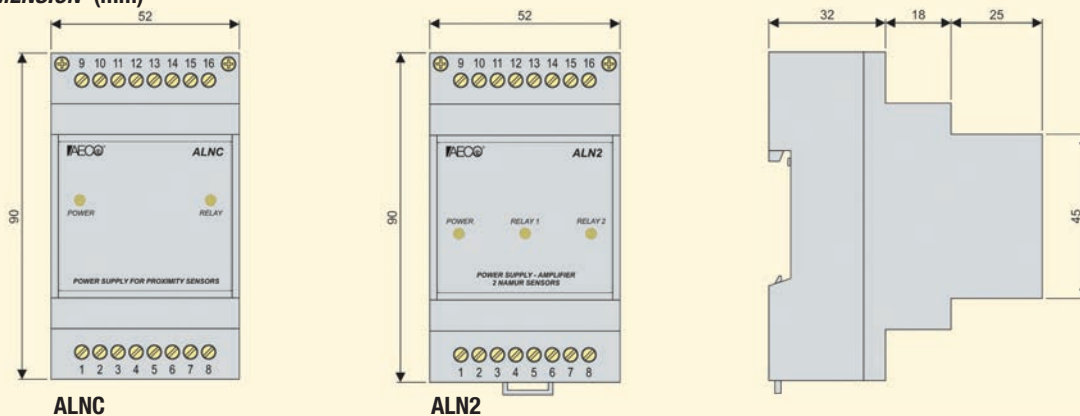 (mm)
52
52
32 18 25
90
9 10 11 12 13 14 15 16
AECO
ALNC
POWER
RELAY
POWER SUPPLY FOR PROXIMITY SENSORS
1 2 3 4 5 6 7 8
ALNC
90
9 10 11 12 13 14 15 16
AECO
ALN2
POWER RELAY 1 RELAY 2
POWER SUPPLY - AMPLIFIER
2 NAMUR SENSORS
1 2 3 4 5 6 7 8
ALN2
45